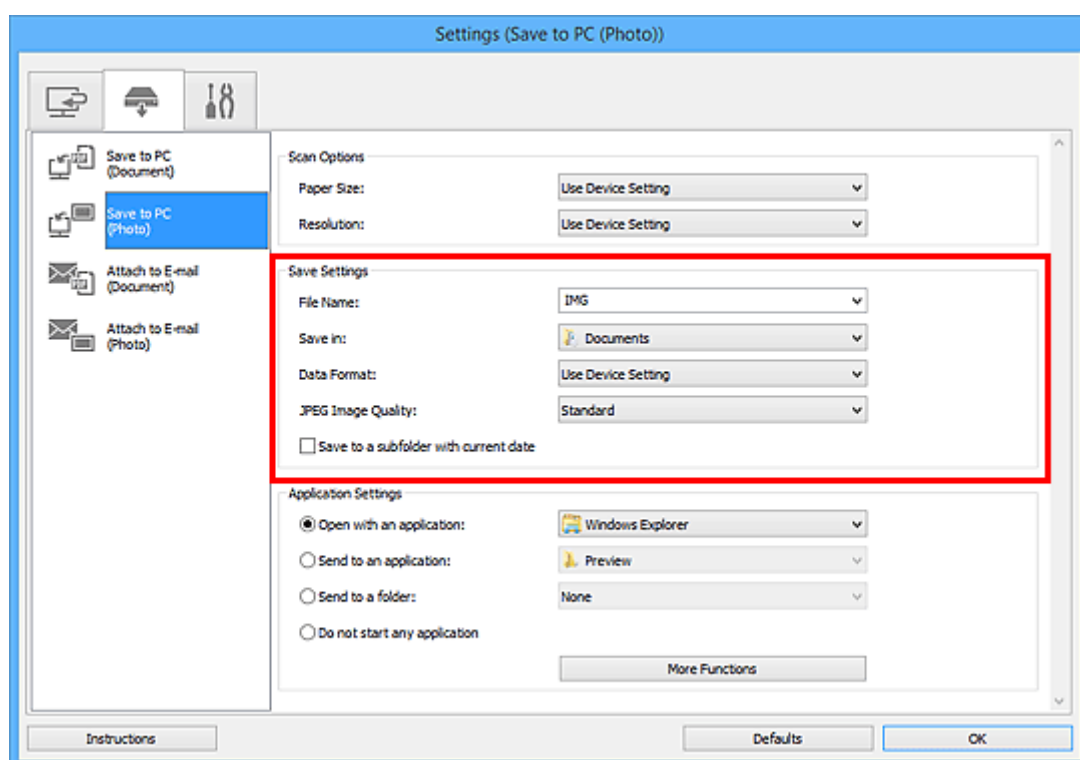 Settings (Save to PC (Photo))
Save to PC
(Document)
Save to PC
(Photo)
Attach to E-mail
(Document)
Attach to E-mail
(Photo)
Scan Options
Paper Size: Use Device Setting
Resolution: Use Device Setting
Save Settings
File Name: IMG
Save in: Documents
Data Format: Use Device Setting
JPEG Image Quality: Standard
Save to a subfolder with current date
Application Settings
Open with an application: Windows Explorer
Send to an application: Preview
Send to a folder: None
Do not start any application
More Functions
Instructions Defaults OK